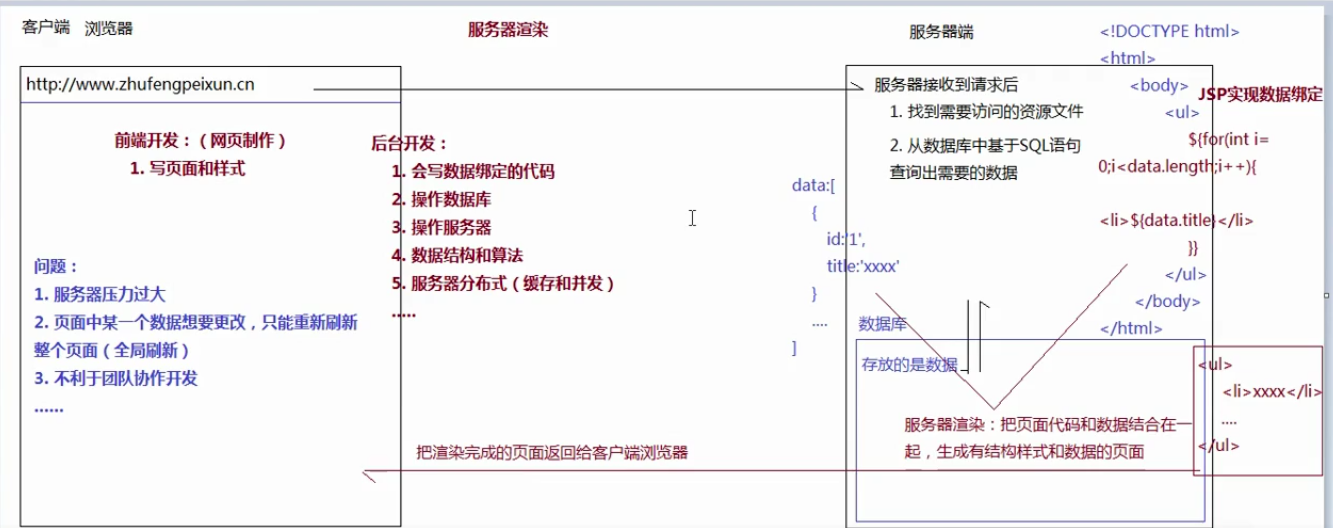 客户端 浏览器
服务器渲染
服务器端
http://www.zhufengpeixun.cn
前端开发：（网页制作）
1. 写页面和样式
问题：
1. 服务器压力过大
2. 页面中某一个数据想要更改，只能重新刷新
整个页面（全局刷新）
3. 不利于团队协作开发
......
后台开发：
1. 会写数据绑定的代码
2. 操作数据库
3. 操作服务器
4. 数据结构和算法
5. 服务器分布式（缓存和并发）
.....
把渲染完成的页面返回给客户端浏览器
data:[
{
id:'1',
title:'xxxx'
}
....
]
服务器接收到请求后
1. 找到需要访问的资源文件
2. 从数据库中基于SQL语句
查询出需要的数据
数据库
存放的是数据
服务器渲染：把页面代码和数据结合在一
起，生成有结构样式和数据的页面
<!DOCTYPE html>
<html>
<body>
JSP实现数据绑定
<ul>
${for(int i=
0;i<data.length;i++){
<li>${data.title}</li>
}}
</ul>
</body>
</html>
<ul>
<li>xxxx</li>
....
</ul>